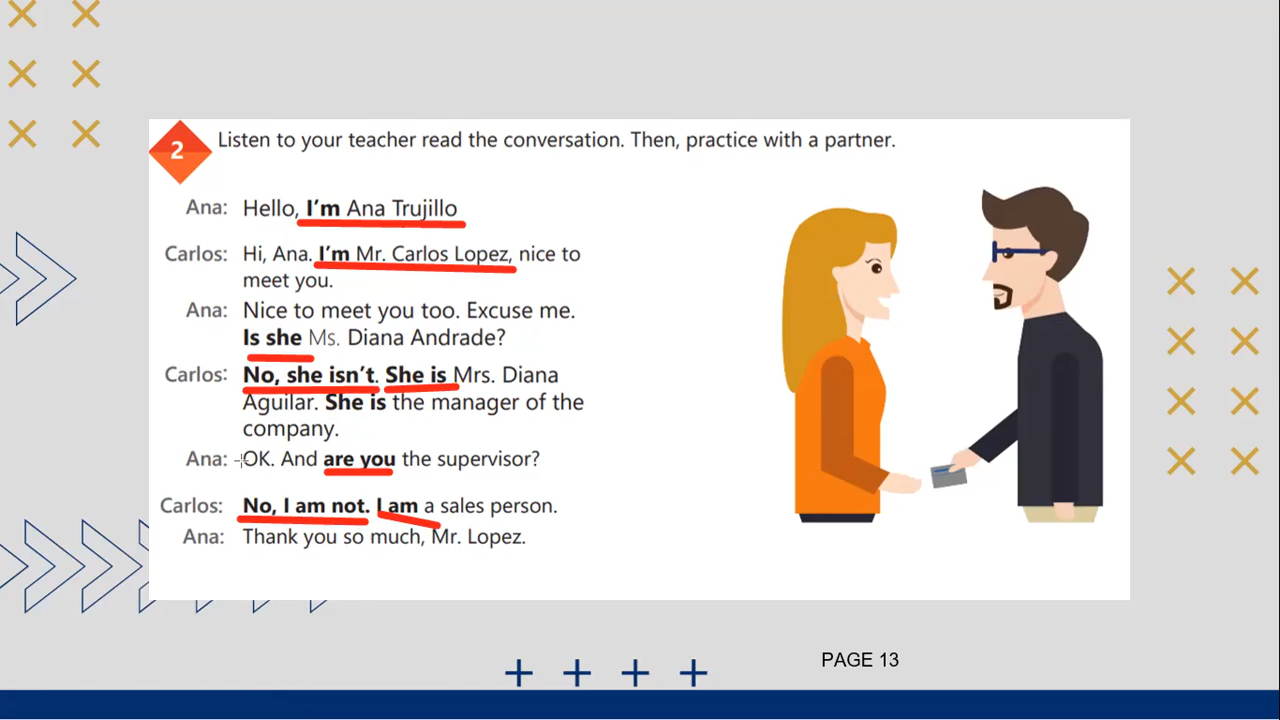 2 Listen to your teacher read the conversation. Then, practice with a partner.
Ana: Hello, I'm Ana Trujillo
Carlos: Hi, Ana. I'm Mr. Carlos Lopez, nice to
meet you.
Ana: Nice to meet you too. Excuse me.
Is she Ms. Diana Andrade?
Carlos: No, she isn't. She is Mrs. Diana
Aguilar. She is the manager of the
company.
Ana: OK. And are you the supervisor?
Carlos: No, I am not. I am a sales person.
Ana: Thank you so much, Mr. Lopez.
PAGE 13